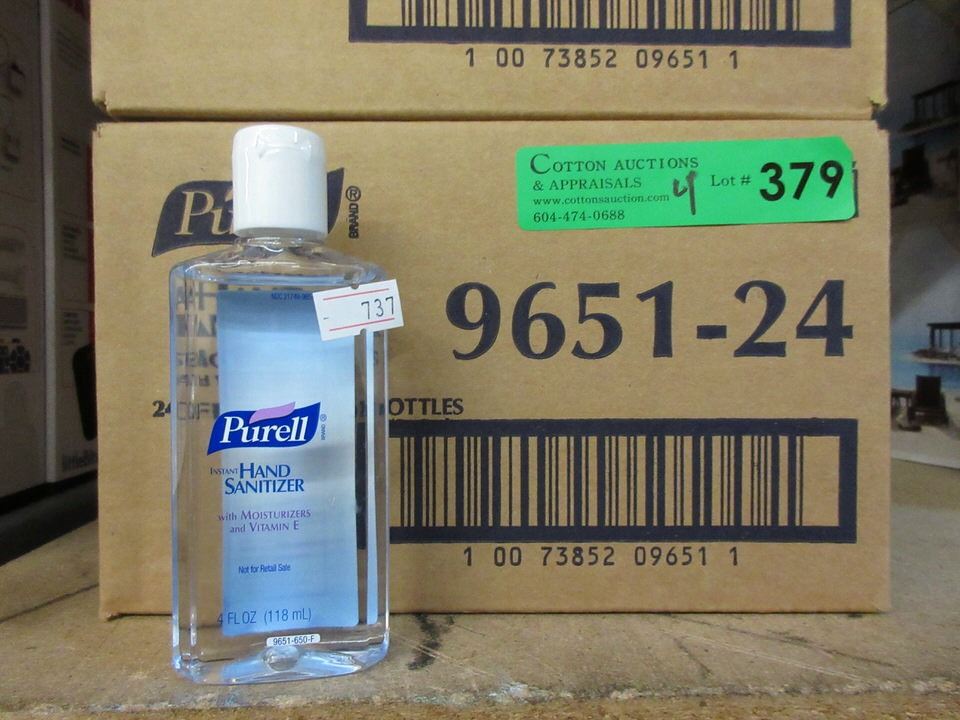 1 00 73852 09651 1
COTTON AUCTIONS
& APPRAISALS
www.cottonsauction.com
604-474-0688
4
Lot # 379
BRAND ®
9651-24
24
OTTLES
1 00 73852 09651 1
- 737
Purell ®
BRAND
INSTANT HAND
SANITIZER
with MOISTURIZERS
and VITAMIN E
Not for Retail Sale
4 FL OZ (118 mL)
9651-650-F